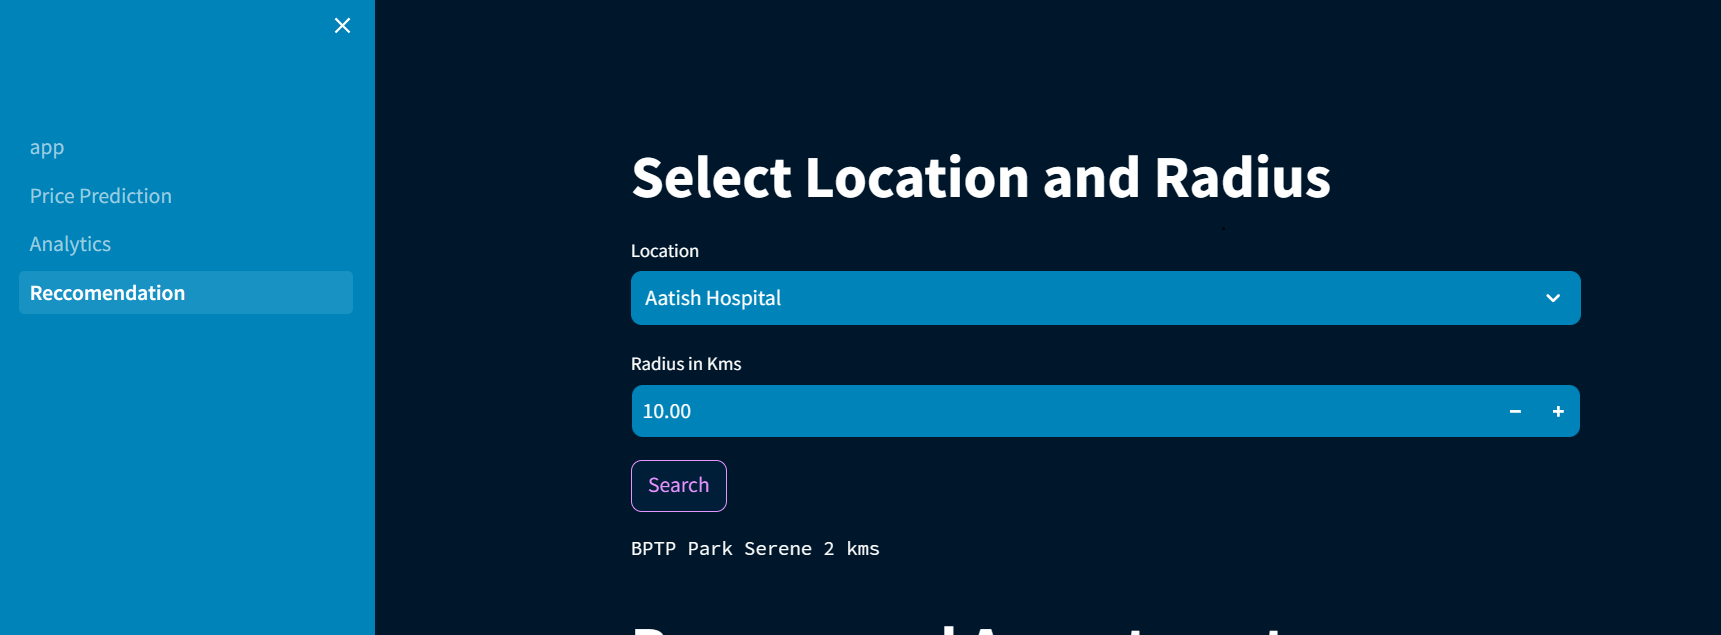 app
Price Prediction
Analytics
Reccomendation
Select Location and Radius
Location
Aatish Hospital
Radius in Kms
10.00
Search
BPTP Park Serene 2 kms